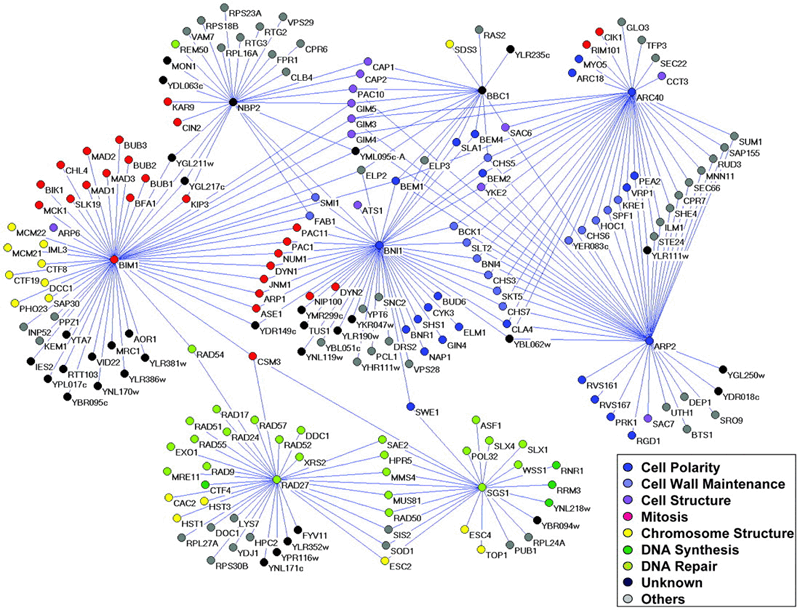 RPS23A
RPS18B
VPS29
VAM7
RTG2
REM50
RTG3
RPL16A
CPR6
MON1
FPR1
YDL063c
CLB4
KAR9
NBP2
CIN2
YGL211w
YGL217c
KIP3
CAP1
CAP2
PAC10
GIM5
GIM3
GIM4
YML095c-A
ELP2
ELP3
BEM1
SDS3
RAS2
YLR235c
BBC1
SLA1
BEM4
SAC6
CHS5
BEM2
YKE2
GLO3
CIK1
TFP3
RIM101
MYO5
SEC22
ARC18
CCT3
ARC40
SUM1
SAP155
RUD3
MNN11
SEC66
CPR7
SHE4
ILM1
STE24
YLR111w
PEA2
VRP1
KRE1
SPF1
HOC1
CHS6
YER083c
BUB3
MAD2
BUB2
CHL4
MAD3
BUB1
BIK1
MAD1
SLK19
BFA1
MCK1
ARP6
MCM22
IML3
MCM21
CTF8
BIM1
CTF19
DCC1
SAP30
PHO23
INP52
PPZ1
KEM1
YTA7
AOR1
IES2
MRC1
VID22
YLR381w
RTT103
YLR386w
YPL017c
YNL170w
YBR095c
SMI1
FAB1
ATS1
PAC11
PAC1
NUM1
DYN1
JNM1
ARP1
ASE1
YDR149c
BNI1
BCK1
SLT2
BNI4
CHS3
SKT5
CHS7
CLA4
YBL062w
DYN2
NIP100
SNC2
YMR299c
YPT6
TUS1
YKR047w
YLR190w
YBL051c
DRS2
YNL119w
PCL1
YHR111w
VPS28
BUD6
CYK3
SHS1
BNR1
ELM1
GIN4
NAP1
ARP2
RVS161
RVS167
PRK1
RGD1
SAC7
UTH1
BTS1
DEP1
SRO9
YGL250w
YDR018c
RAD54
CSM3
SWE1
RAD17
RAD57
RAD51
RAD24
DDC1
RAD55
RAD52
EXO1
XRS2
RAD9
MRE11
RAD27
CTF4
CAC2
HST3
HST1
LYS7
DOC1
FYV11
RPL27A
HPC2
YLR352w
YDJ1
YPR116w
RPS30B
YNL171c
SAE2
HPR5
MMS4
MUS81
RAD50
SIS2
SOD1
ESC2
ASF1
SLX4
SLX1
POL32
WSS1
RNR1
SGS1
RRM3
YNL218w
YBR094w
ESC4
RPL24A
PUB1
TOP1
Cell Polarity
Cell Wall Maintenance
Cell Structure
Mitosis
Chromosome Structure
DNA Synthesis
DNA Repair
Unknown
Others